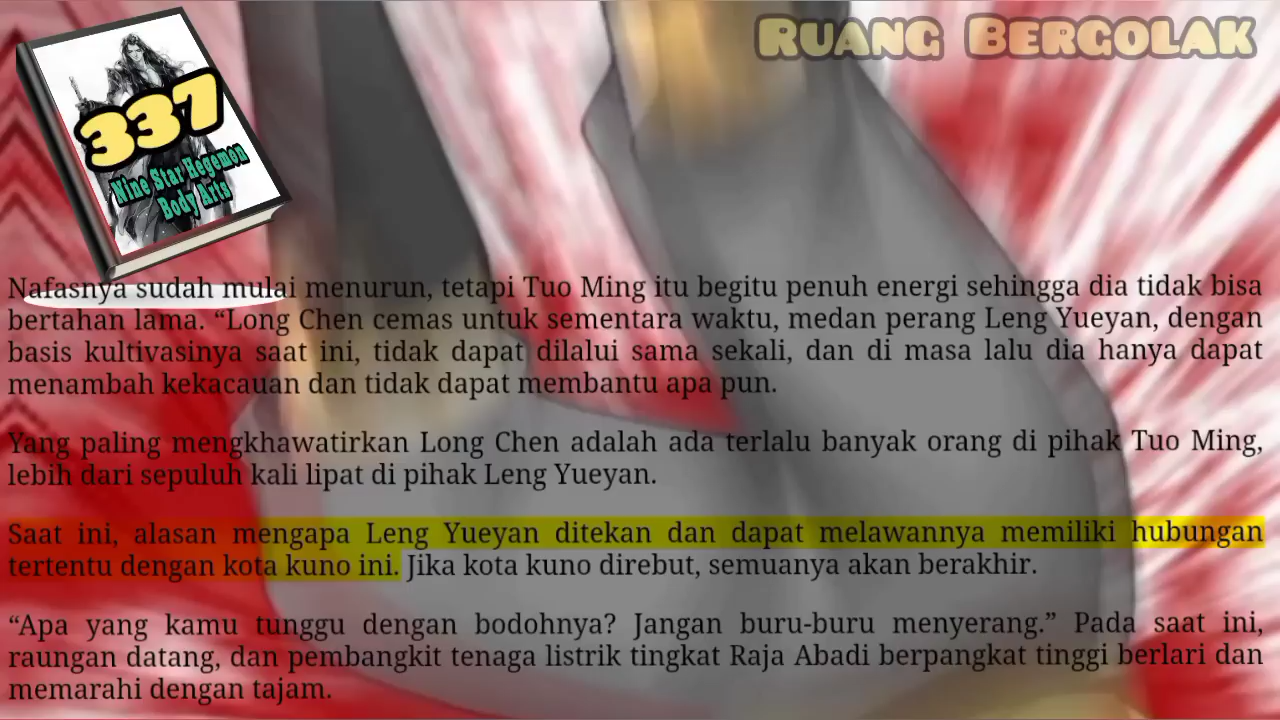 RUANG BERGOLAK
337
Nine Star Hegemon
Body Arts
Nafasnya sudah mulai menurun, tetapi Tuo Ming itu begitu penuh energi sehingga dia tidak bisa
bertahan lama. “Long Chen cemas untuk sementara waktu, medan perang Leng Yueyan, dengan
basis kultivasinya saat ini, tidak dapat dilalui sama sekali, dan di masa lalu dia hanya dapat
menambah kekacauan dan tidak dapat membantu apa pun.
Yang paling mengkhawatirkan Long Chen adalah ada terlalu banyak orang di pihak Tuo Ming,
lebih dari sepuluh kali lipat di pihak Leng Yueyan.
Saat ini, alasan mengapa Leng Yueyan ditekan dan dapat melawannya memiliki hubungan
tertentu dengan kota kuno ini. Jika kota kuno direbut, semuanya akan berakhir.
“Apa yang kamu tunggu dengan bodohnya? Jangan buru-buru menyerang.” Pada saat ini,
raungan datang, dan pembangkit tenaga listrik tingkat Raja Abadi berpangkat tinggi berlari dan
memarahi dengan tajam.